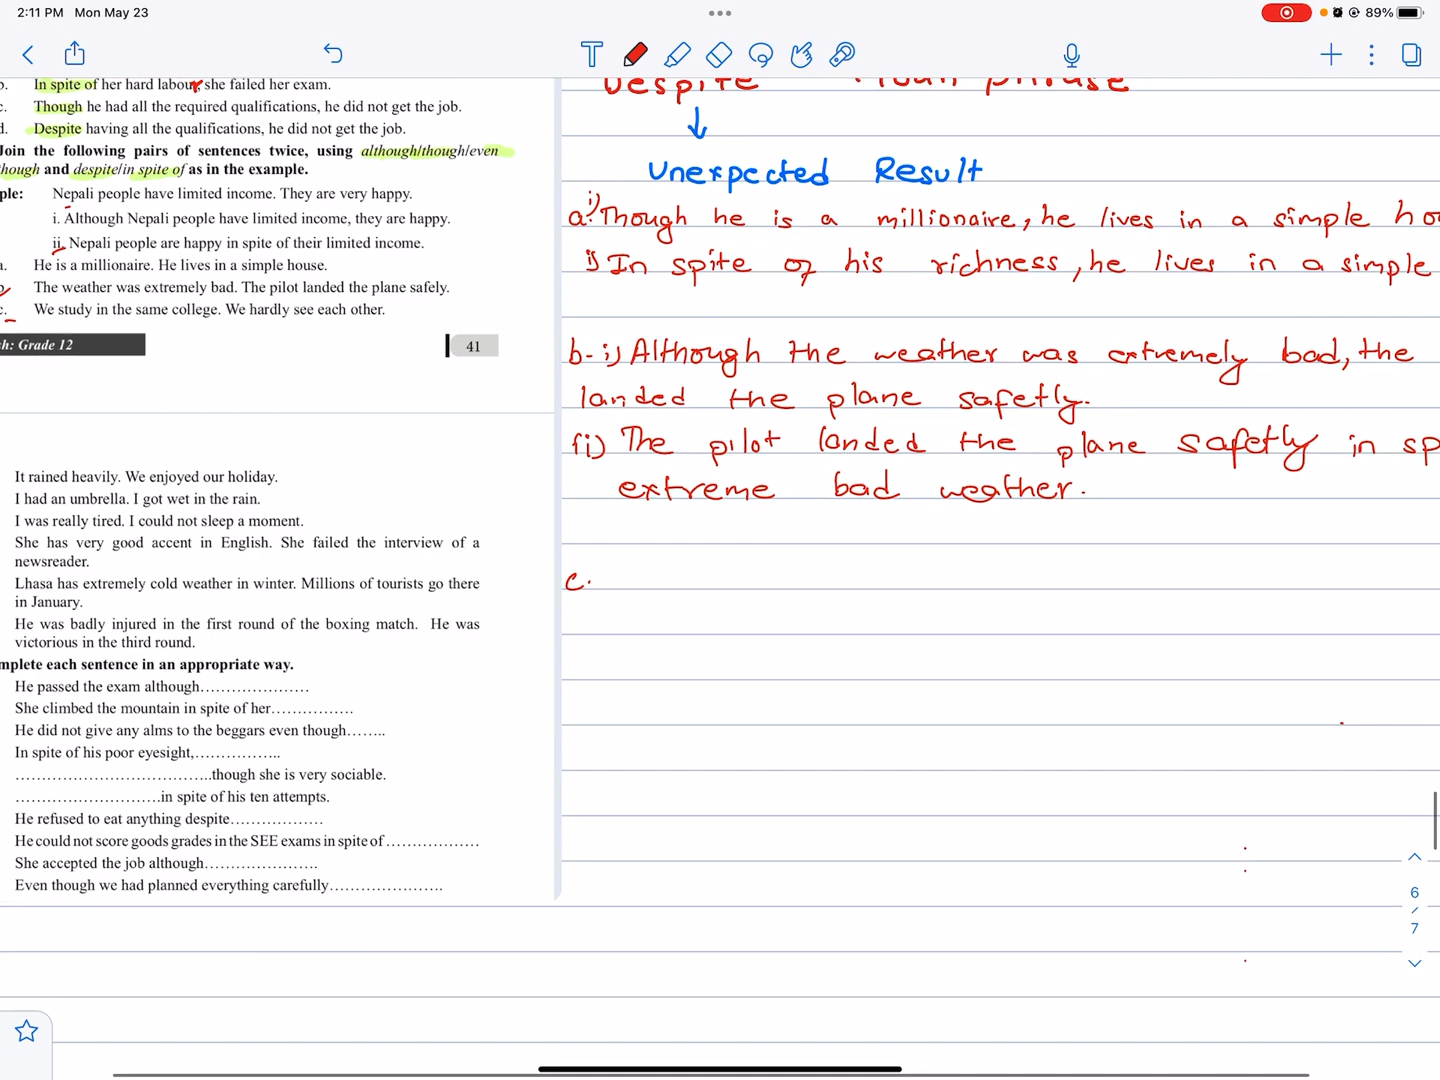 2:11 PM Mon May 23
89%
In spite of her hard labour, she failed her exam.
c. Though he had all the required qualifications, he did not get the job.
d. Despite having all the qualifications, he did not get the job.
Join the following pairs of sentences twice, using although/though/even
though and despite/in spite of as in the example.
ple: Nepali people have limited income. They are very happy.
i. Although Nepali people have limited income, they are happy.
ii. Nepali people are happy in spite of their limited income.
a. He is a millionaire. He lives in a simple house.
b. The weather was extremely bad. The pilot landed the plane safely.
c. We study in the same college. We hardly see each other.
sh: Grade 12
41
It rained heavily. We enjoyed our holiday.
I had an umbrella. I got wet in the rain.
I was really tired. I could not sleep a moment.
She has very good accent in English. She failed the interview of a
newsreader.
Lhasa has extremely cold weather in winter. Millions of tourists go there
in January.
He was badly injured in the first round of the boxing match. He was
victorious in the third round.
mplete each sentence in an appropriate way.
He passed the exam although.....................
She climbed the mountain in spite of her................
He did not give any alms to the beggars even though........
In spite of his poor eyesight,.................
......................................though she is very sociable.
............................in spite of his ten attempts.
He refused to eat anything despite..................
He could not score goods grades in the SEE exams in spite of ..................
She accepted the job although......................
Even though we had planned everything carefully......................
Despite phrase
↓
Unexpected Result
a. i) Though he is a millionaire, he lives in a simple ho
ii) In spite of his richness, he lives in a simple
b- i) Although the weather was extremely bad, the
landed the plane safetly.
ii) The pilot landed the plane safetly in sp
extreme bad weather.
c.
6
/
7